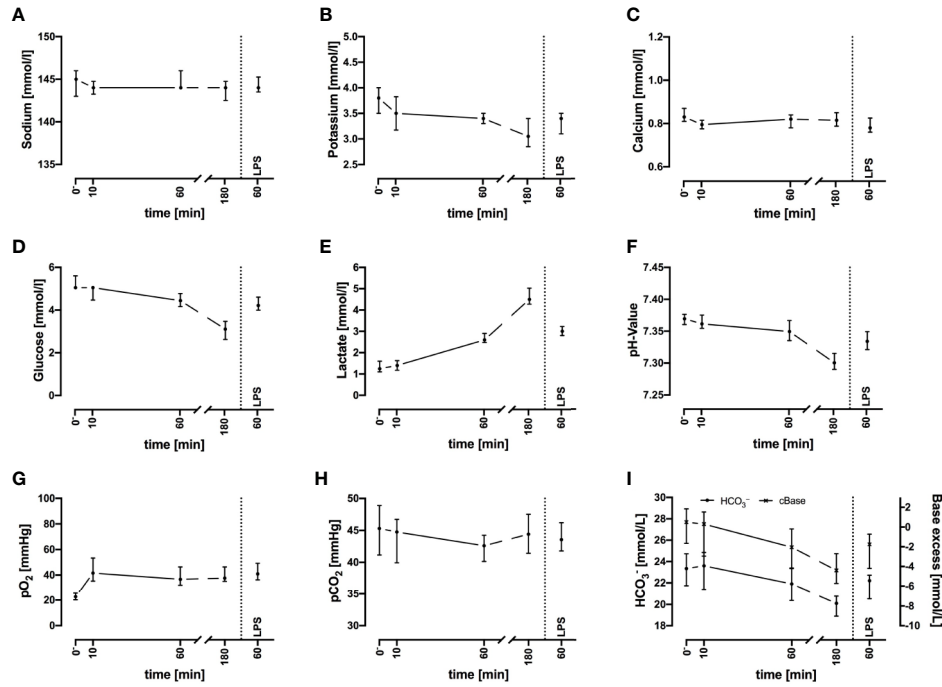 A
Sodium [mmol/l]
150
145
140
135
0'
10
60
180
60 LPS
time [min]
B
Potassium [mmol/l]
5.0
4.5
4.0
3.5
3.0
2.5
0'
10
60
180
60 LPS
time [min]
C
Calcium [mmol/l]
1.2
1.0
0.8
0.6
0'
10
60
180
60 LPS
time [min]
D
Glucose [mmol/l]
6
4
2
0
0'
10
60
180
60 LPS
time [min]
E
Lactate [mmol/l]
6
5
4
3
2
1
0
0'
10
60
180
60 LPS
time [min]
F
pH-Value
7.45
7.40
7.35
7.30
7.25
0'
10
60
180
60 LPS
time [min]
G
pO₂ [mmHg]
100
80
60
40
20
0
0'
10
60
180
60 LPS
time [min]
H
pCO₂ [mmHg]
50
45
40
35
30
0'
10
60
180
60 LPS
time [min]
I
HCO₃⁻ cBase
HCO₃⁻ [mmol/L]
30
28
26
24
22
20
18
2
0
-2
-4
-6
-8
-10
Base excess [mmol/L]
0'
10
60
180
60 LPS
time [min]